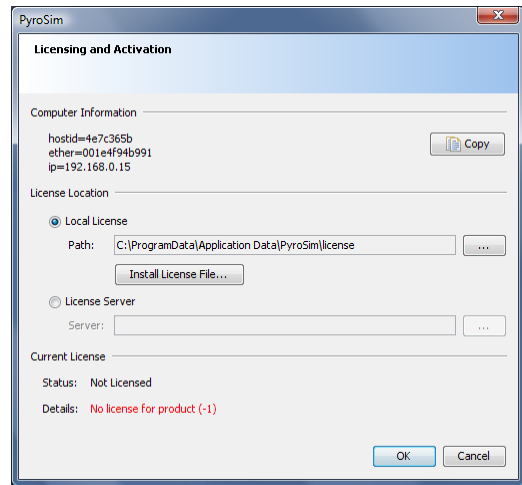 PyroSim
Licensing and Activation
Computer Information
hostid=4e7c365b
ether=001e4f94b991
ip=192.168.0.15
Copy
License Location
Local License
Path: C:\ProgramData\Application Data\PyroSim\license ...
Install License File...
License Server
Server: ...
Current License
Status: Not Licensed
Details: No license for product (-1)
OK Cancel